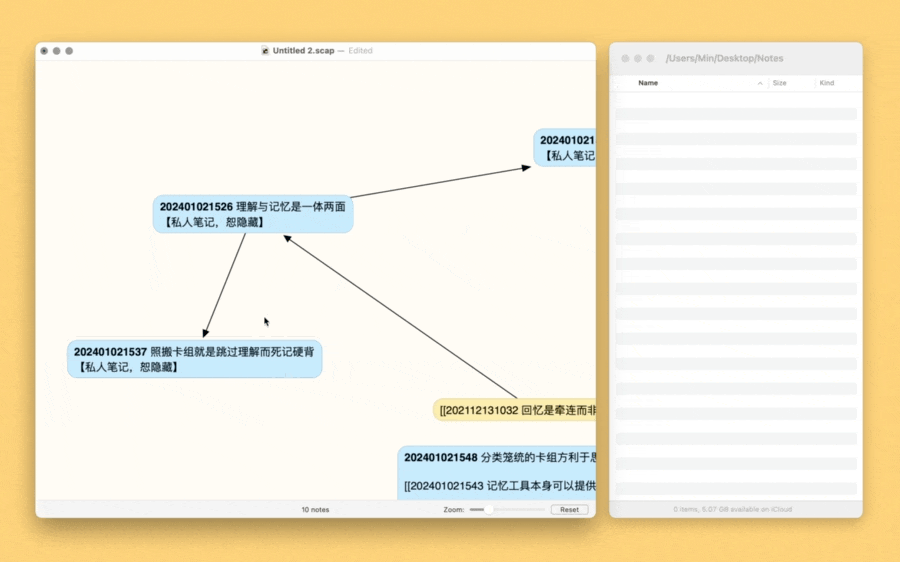 Untitled 2.scap — Edited
202401021
【私人笔记
202401021526 理解与记忆是一体两面
【私人笔记，恕隐藏】
202401021537 照搬卡组就是跳过理解而死记硬背
【私人笔记，恕隐藏】
[[202112131032 回忆是牵连而非
202401021548 分类笼统的卡组方利于思
[[202401021543 记忆工具本身可以提供
10 notes
Zoom:
Reset
/Users/Min/Desktop/Notes
Name
Size
Kind
0 items, 5.07 GB available on iCloud